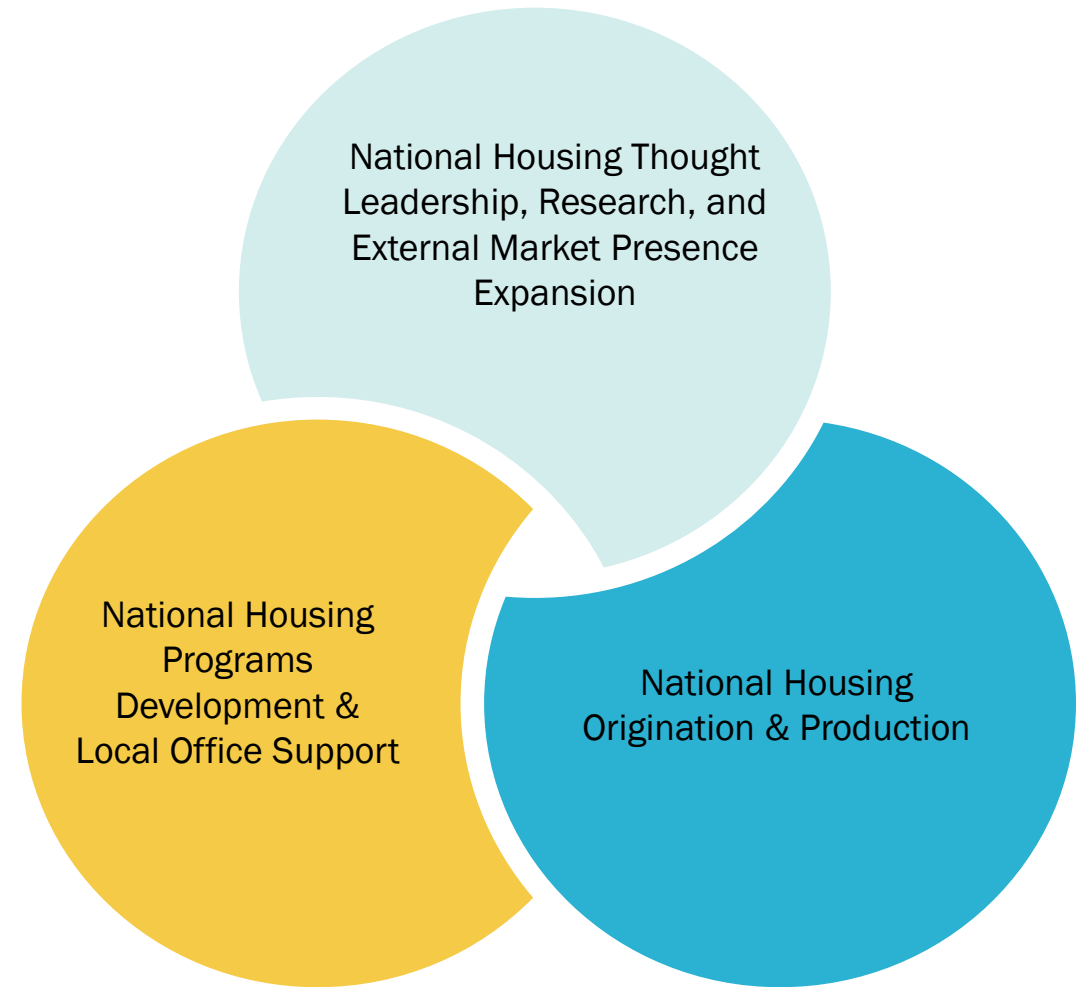 National Housing Thought
Leadership, Research, and
External Market Presence
Expansion
National Housing
Programs
Development &
Local Office Support
National Housing
Origination & Production